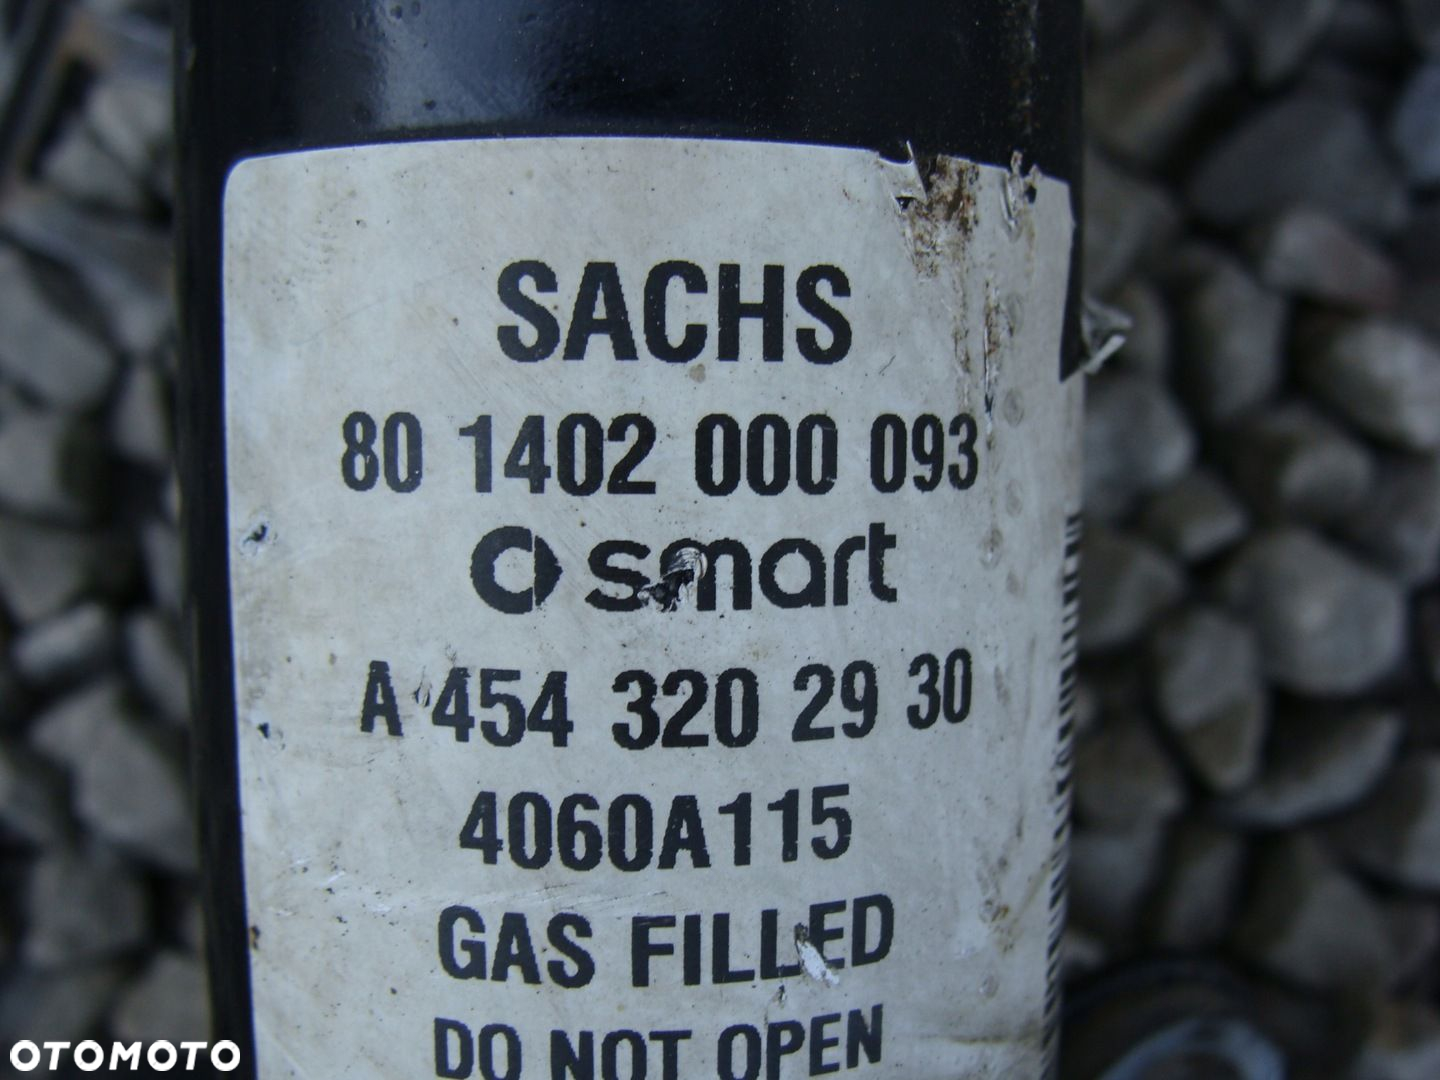 SACHS
80 1402 000 093
smart
A 454 320 29 30
4060A115
GAS FILLED
DO NOT OPEN
OTOMOTO